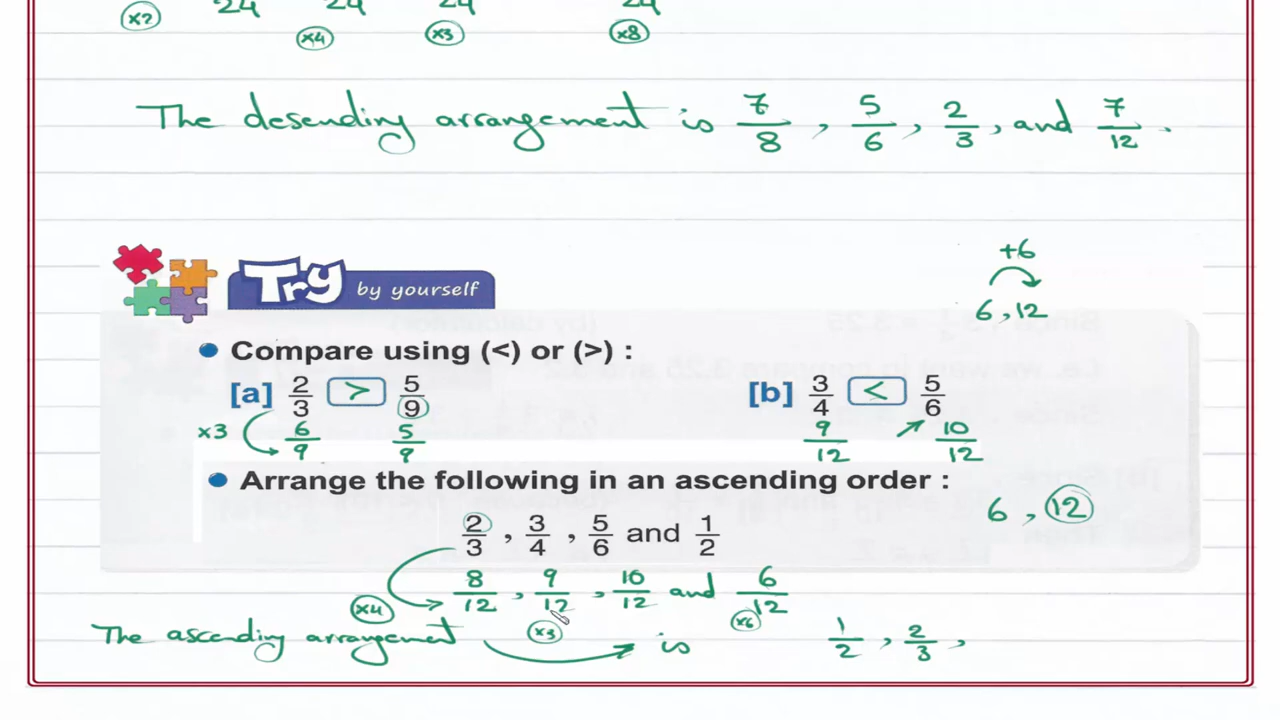 24 24 24 24
×2 ×4 ×3 ×8
The desending arrangement is 7/8, 5/6, 2/3, and 7/12.
+6
6, 12
Try by yourself
Compare using (<) or (>) :
[a] 2/3 > 5/9 [b] 3/4 < 5/6
×3 6/9 5/9 9/12 10/12
Arrange the following in an ascending order :
6, 12
2/3, 3/4, 5/6 and 1/2
8/12, 9/12, 10/12 and 6/12
×4 ×3 ×6
The ascending arrangement is 1/2, 2/3,